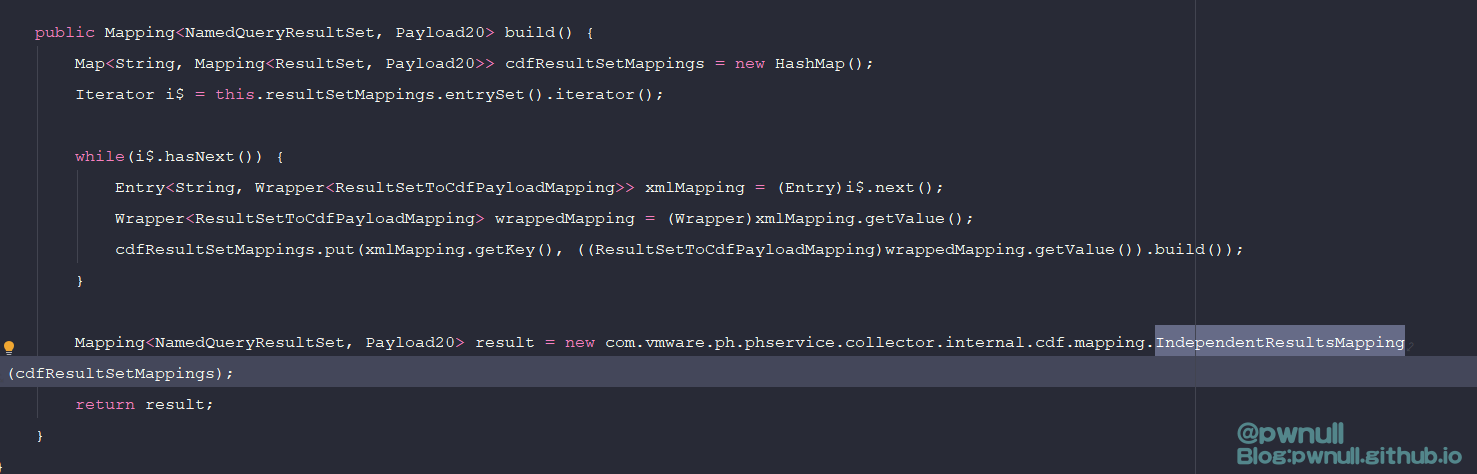 public Mapping<NamedQueryResultSet, Payload20> build() {
Map<String, Mapping<ResultSet, Payload20>> cdfResultSetMappings = new HashMap();
Iterator i$ = this.resultSetMappings.entrySet().iterator();
while(i$.hasNext()) {
Entry<String, Wrapper<ResultSetToCdfPayloadMapping>> xmlMapping = (Entry)i$.next();
Wrapper<ResultSetToCdfPayloadMapping> wrappedMapping = (Wrapper)xmlMapping.getValue();
cdfResultSetMappings.put(xmlMapping.getKey(), ((ResultSetToCdfPayloadMapping)wrappedMapping.getValue()).build());
}
Mapping<NamedQueryResultSet, Payload20> result = new com.vmware.ph.phservice.collector.internal.cdf.mapping.IndependentResultsMapping
(cdfResultSetMappings);
return result;
}
}
@pwnull
Blog:pwnull.github.io